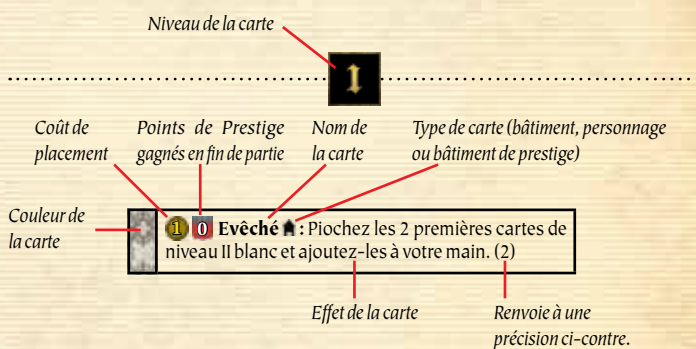 Niveau de la carte
1
Coût de placement
Points de Prestige gagnés en fin de partie
Nom de la carte
Type de carte (bâtiment, personnage ou bâtiment de prestige)
Couleur de la carte
1 0 Evêché : Piochez les 2 premières cartes de
niveau II blanc et ajoutez-les à votre main. (2)
Effet de la carte
Renvoie à une
précision ci-contre.